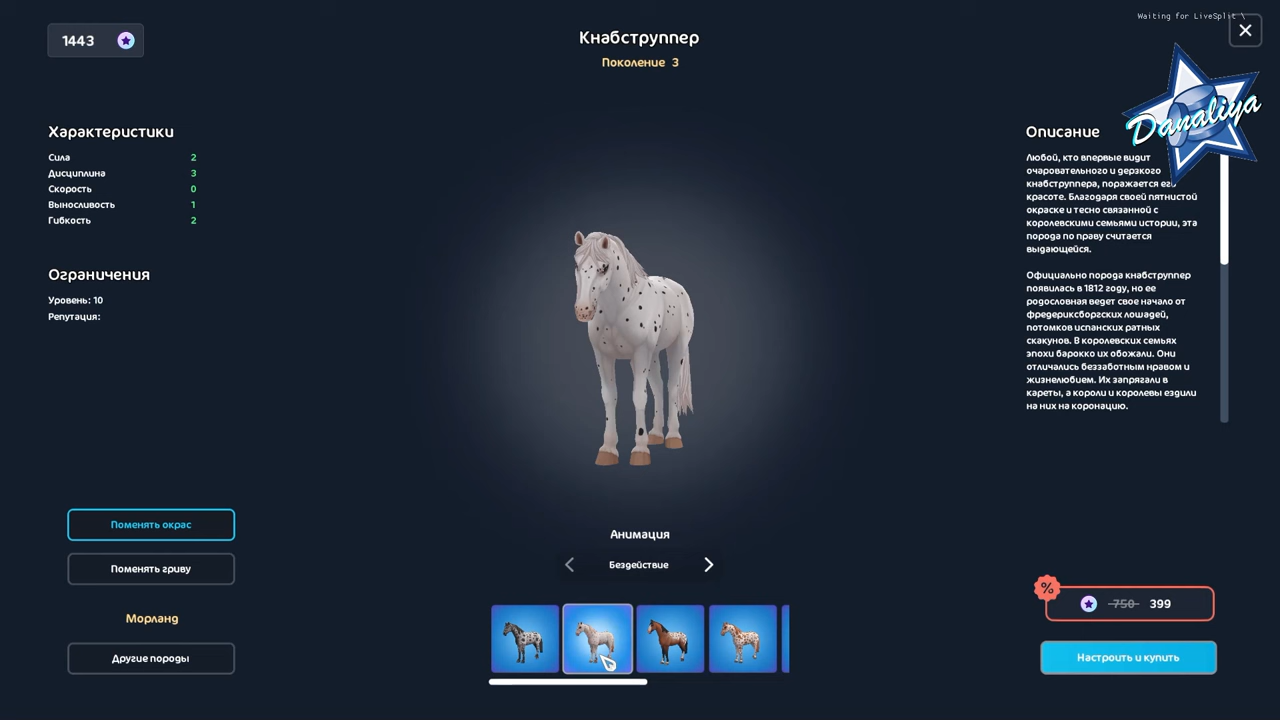 Waiting for LiveSplit \
1443
Кнабструппер
Поколение 3
Danaliya
Характеристики
Сила 2
Дисциплина 3
Скорость 0
Выносливость 1
Гибкость 2
Ограничения
Уровень: 10
Репутация:
Описание
Любой, кто впервые видит
очаровательного и дерзкого
кнабструппера, поражается его
красоте. Благодаря своей пятнистой
окраске и тесно связанной с
королевскими семьями истории, эта
порода по праву считается
выдающейся.
Официально порода кнабструппер
появилась в 1812 году, но ее
родословная ведет свое начало от
фредериксборгских лошадей,
потомков испанских ратных
скакунов. В королевских семьях
эпохи барокко их обожали. Они
отличались беззаботным нравом и
жизнелюбием. Их запрягали в
кареты, а короли и королевы ездили
на них на коронацию.
Поменять окрас
Поменять гриву
Морланд
Другие породы
Анимация
Бездействие
%
750 399
Настроить и купить